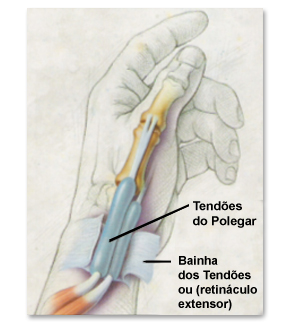 Tendões
do Polegar
Bainha
dos Tendões
ou (retináculo
extensor)